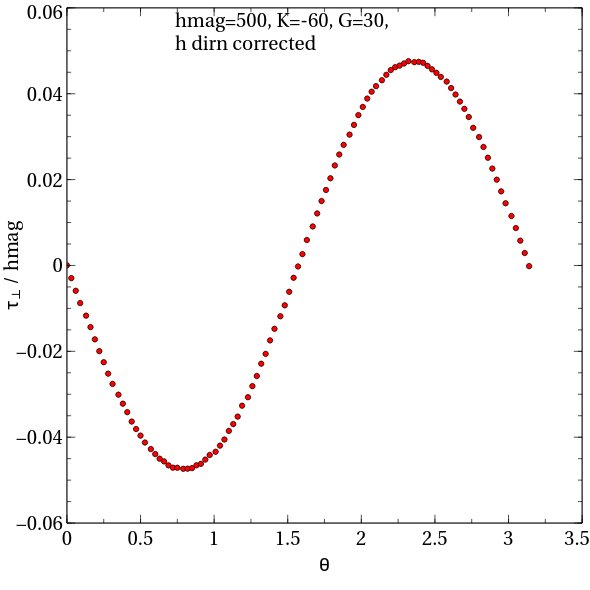 hmag=500, K=-60, G=30,
h dirn corrected
0.06
0.04
0.02
0
−0.02
−0.04
−0.06
τ⊥ / hmag
0 0.5 1 1.5 2 2.5 3 3.5
θ